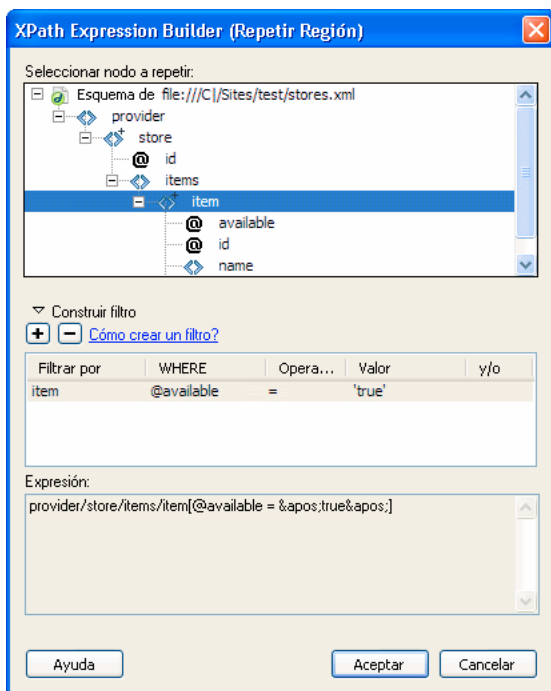 XPath Expression Builder (Repetir Región)
Seleccionar nodo a repetir:
Esquema de file:///C|/Sites/test/stores.xml
provider
store
@ id
items
item
@ available
@ id
name
Construir filtro
+ - Cómo crear un filtro?
Filtrar por WHERE Opera... Valor y/o
item @available = 'true'
Expresión:
provider/store/items/item[@available = &apos;true&apos;]
Ayuda Aceptar Cancelar